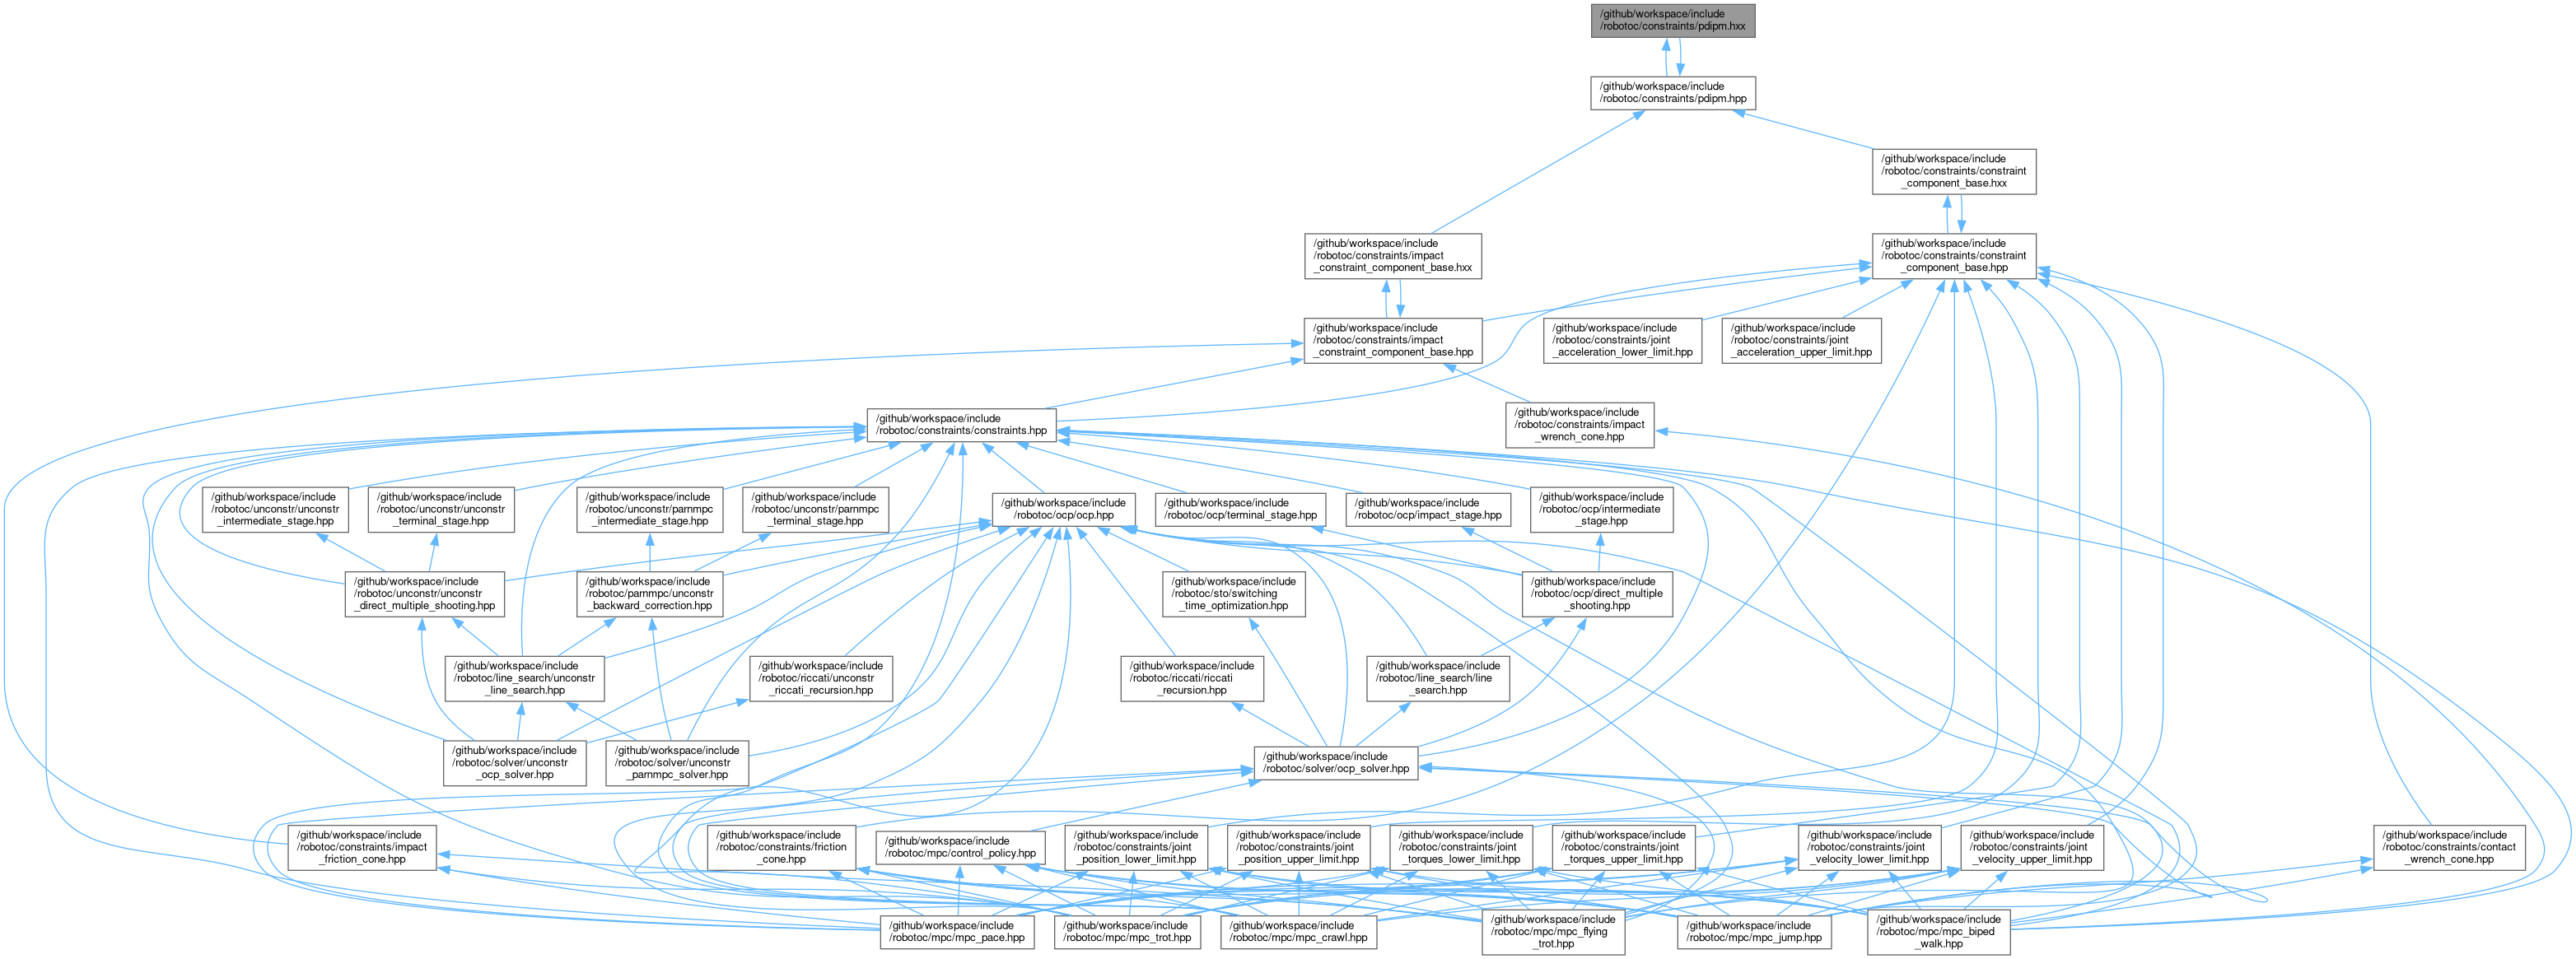 /github/workspace/include
/robotoc/constraints/pdipm.hxx
/github/workspace/include
/robotoc/constraints/pdipm.hpp
/github/workspace/include
/robotoc/constraints/constraint
_component_base.hxx
/github/workspace/include
/robotoc/constraints/impact
_constraint_component_base.hxx
/github/workspace/include
/robotoc/constraints/constraint
_component_base.hpp
/github/workspace/include
/robotoc/constraints/impact
_constraint_component_base.hpp
/github/workspace/include
/robotoc/constraints/joint
_acceleration_lower_limit.hpp
/github/workspace/include
/robotoc/constraints/joint
_acceleration_upper_limit.hpp
/github/workspace/include
/robotoc/constraints/constraints.hpp
/github/workspace/include
/robotoc/constraints/impact
_wrench_cone.hpp
/github/workspace/include
/robotoc/unconstr/unconstr
_intermediate_stage.hpp
/github/workspace/include
/robotoc/unconstr/unconstr
_terminal_stage.hpp
/github/workspace/include
/robotoc/unconstr/parnmpc
_intermediate_stage.hpp
/github/workspace/include
/robotoc/unconstr/parnmpc
_terminal_stage.hpp
/github/workspace/include
/robotoc/ocp/ocp.hpp
/github/workspace/include
/robotoc/ocp/terminal_stage.hpp
/github/workspace/include
/robotoc/ocp/impact_stage.hpp
/github/workspace/include
/robotoc/ocp/intermediate
_stage.hpp
/github/workspace/include
/robotoc/unconstr/unconstr
_direct_multiple_shooting.hpp
/github/workspace/include
/robotoc/parnmpc/unconstr
_backward_correction.hpp
/github/workspace/include
/robotoc/sto/switching
_time_optimization.hpp
/github/workspace/include
/robotoc/ocp/direct_multiple
_shooting.hpp
/github/workspace/include
/robotoc/line_search/unconstr
_line_search.hpp
/github/workspace/include
/robotoc/riccati/unconstr
_riccati_recursion.hpp
/github/workspace/include
/robotoc/riccati/riccati
_recursion.hpp
/github/workspace/include
/robotoc/line_search/line
_search.hpp
/github/workspace/include
/robotoc/solver/unconstr
_ocp_solver.hpp
/github/workspace/include
/robotoc/solver/unconstr
_parnmpc_solver.hpp
/github/workspace/include
/robotoc/solver/ocp_solver.hpp
/github/workspace/include
/robotoc/constraints/impact
_friction_cone.hpp
/github/workspace/include
/robotoc/constraints/friction
_cone.hpp
/github/workspace/include
/robotoc/mpc/control_policy.hpp
/github/workspace/include
/robotoc/constraints/joint
_position_lower_limit.hpp
/github/workspace/include
/robotoc/constraints/joint
_position_upper_limit.hpp
/github/workspace/include
/robotoc/constraints/joint
_torques_lower_limit.hpp
/github/workspace/include
/robotoc/constraints/joint
_torques_upper_limit.hpp
/github/workspace/include
/robotoc/constraints/joint
_velocity_lower_limit.hpp
/github/workspace/include
/robotoc/constraints/joint
_velocity_upper_limit.hpp
/github/workspace/include
/robotoc/constraints/contact
_wrench_cone.hpp
/github/workspace/include
/robotoc/mpc/mpc_pace.hpp
/github/workspace/include
/robotoc/mpc/mpc_trot.hpp
/github/workspace/include
/robotoc/mpc/mpc_crawl.hpp
/github/workspace/include
/robotoc/mpc/mpc_flying
_trot.hpp
/github/workspace/include
/robotoc/mpc/mpc_jump.hpp
/github/workspace/include
/robotoc/mpc/mpc_biped
_walk.hpp